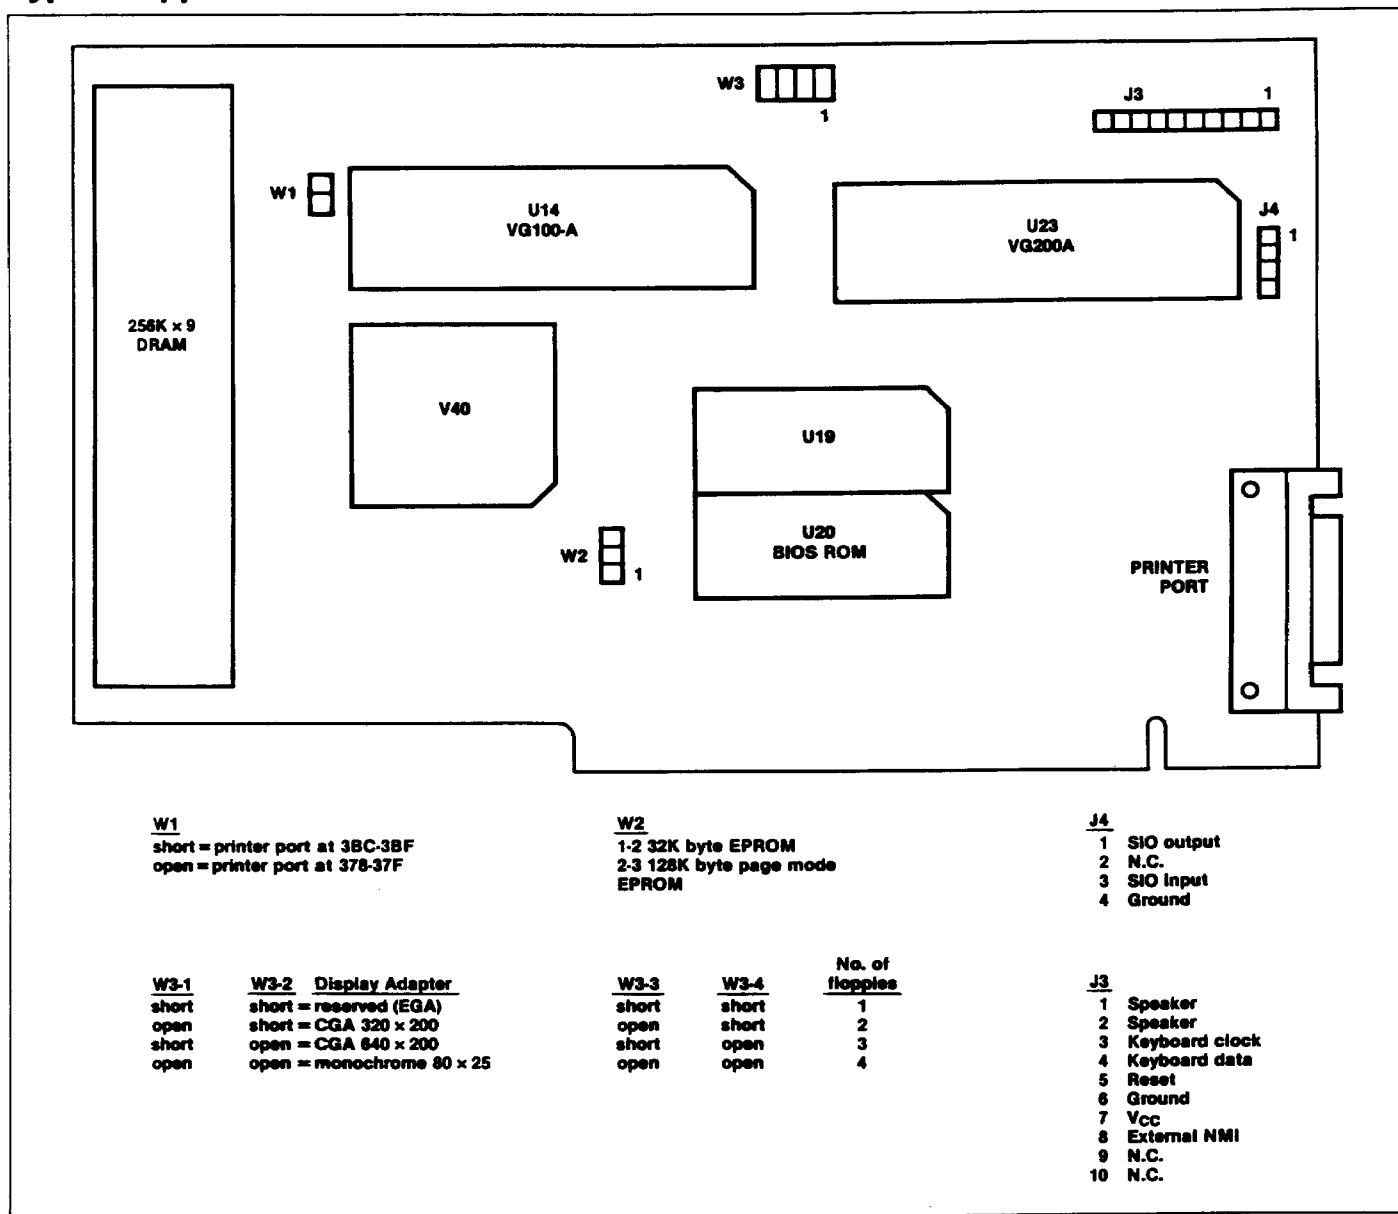 W3
1
J3 1
W1
U14
VG100-A
U23
VG200A
J4
1
256K × 9
DRAM
V40
U19
W2
1
U20
BIOS ROM
PRINTER
PORT
W1
short = printer port at 3BC-3BF
open = printer port at 378-37F
W2
1-2 32K byte EPROM
2-3 128K byte page mode
EPROM
J4
1 SIO output
2 N.C.
3 SIO input
4 Ground
W3-1 W3-2 Display Adapter
short short = reserved (EGA)
open short = CGA 320 × 200
short open = CGA 640 × 200
open open = monochrome 80 × 25
No. of
W3-3 W3-4 floppies
short short 1
open short 2
short open 3
open open 4
J3
1 Speaker
2 Speaker
3 Keyboard clock
4 Keyboard data
5 Reset
6 Ground
7 VCC
8 External NMI
9 N.C.
10 N.C.